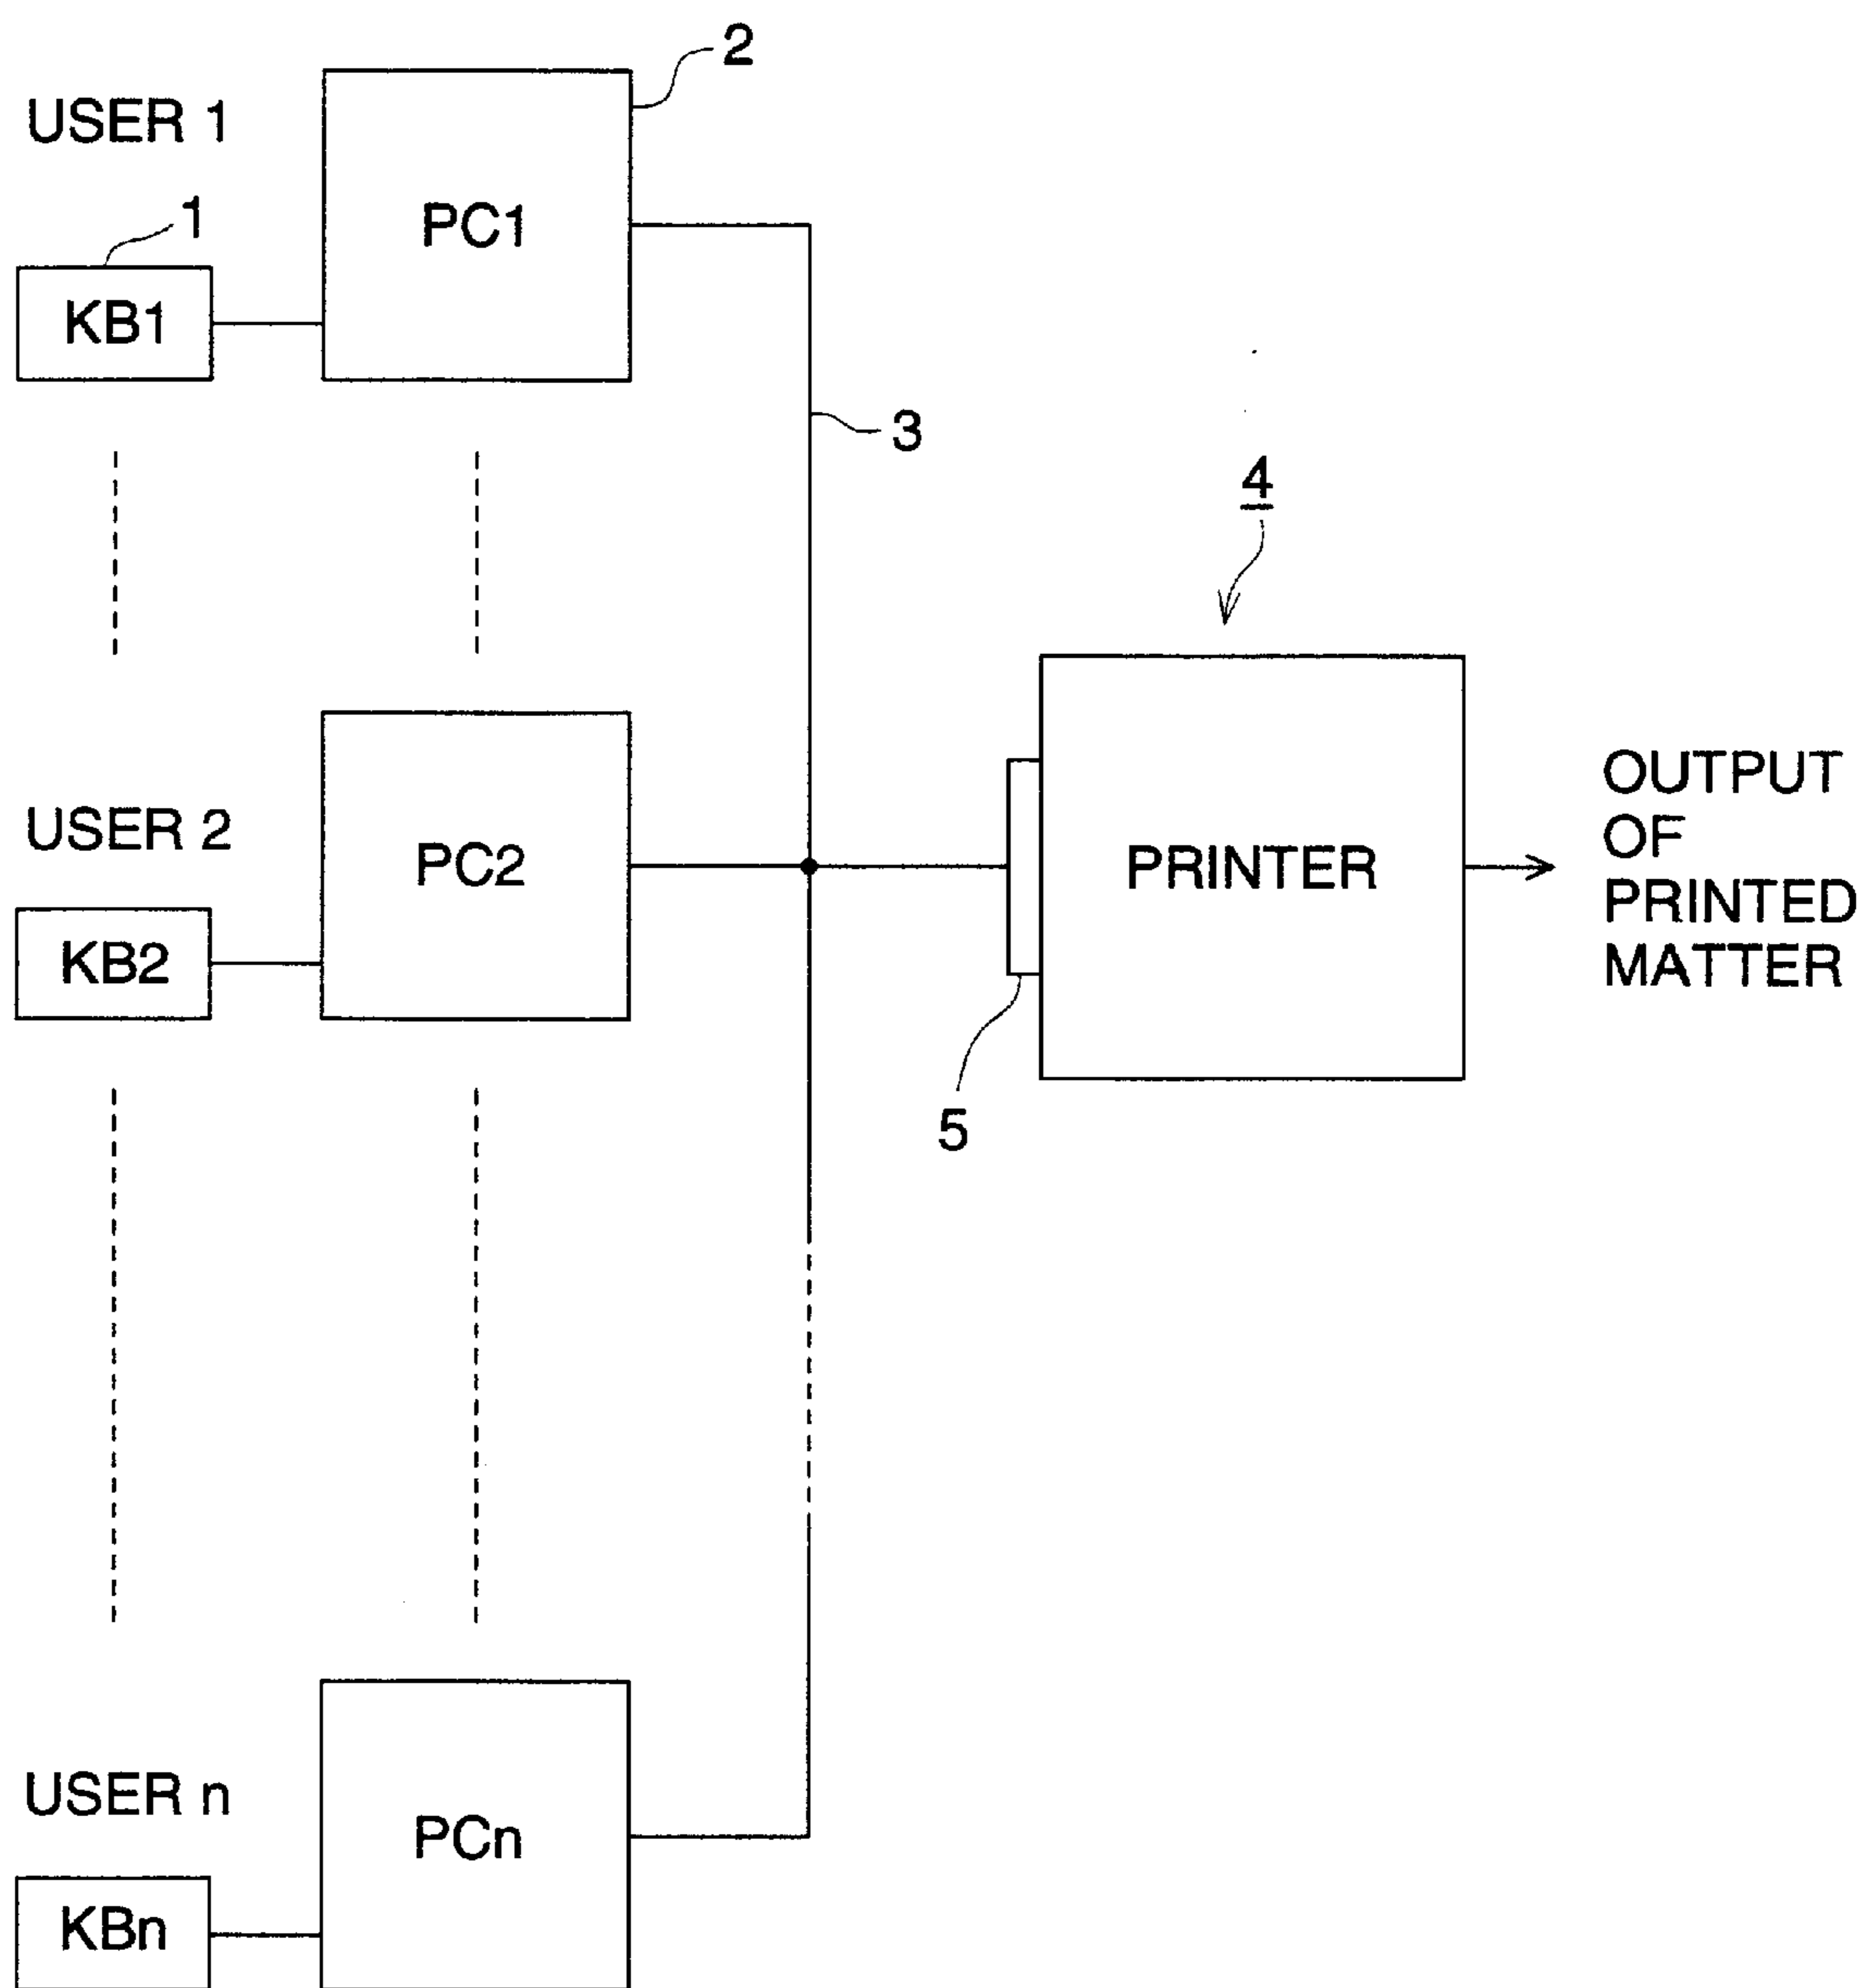 2
USER 1
PC1
1
KB1
3
4
USER 2
PC2
KB2
PRINTER
OUTPUT
OF
PRINTED
MATTER
5
USER n
PCn
KBn